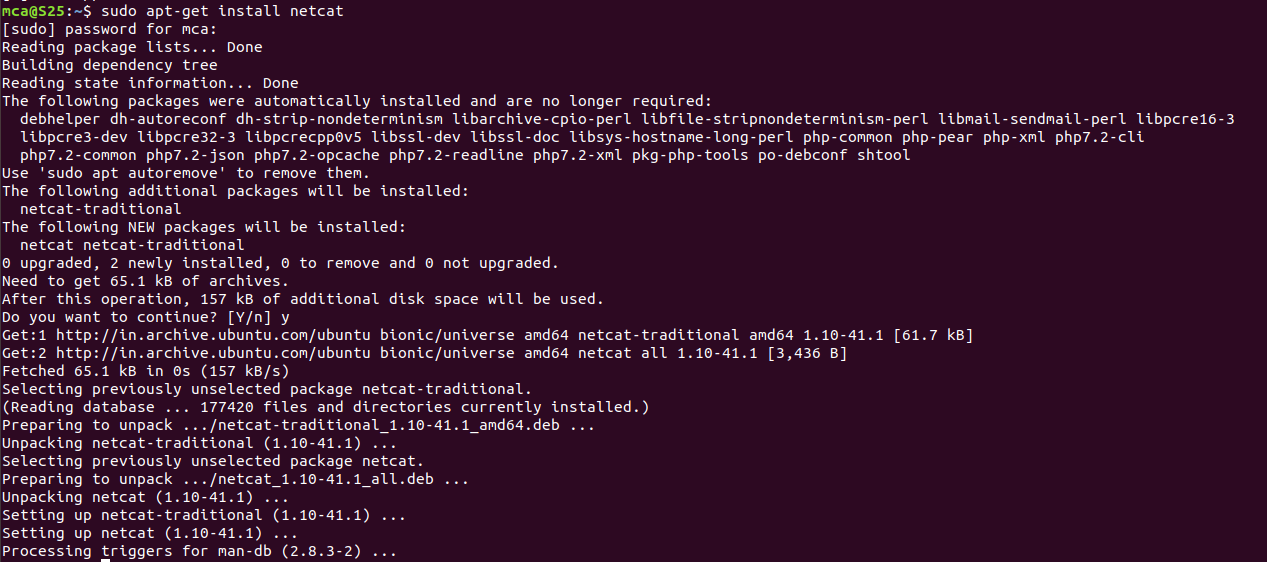 mca@S25:~$ sudo apt-get install netcat
[sudo] password for mca:
Reading package lists... Done
Building dependency tree
Reading state information... Done
The following packages were automatically installed and are no longer required:
  debhelper dh-autoreconf dh-strip-nondeterminism libarchive-cpio-perl libfile-stripnondeterminism-perl libmail-sendmail-perl libpcre16-3
  libpcre3-dev libpcre32-3 libpcrecpp0v5 libssl-dev libssl-doc libsys-hostname-long-perl php-common php-pear php-xml php7.2-cli
  php7.2-common php7.2-json php7.2-opcache php7.2-readline php7.2-xml pkg-php-tools po-debconf shtool
Use 'sudo apt autoremove' to remove them.
The following additional packages will be installed:
  netcat-traditional
The following NEW packages will be installed:
  netcat netcat-traditional
0 upgraded, 2 newly installed, 0 to remove and 0 not upgraded.
Need to get 65.1 kB of archives.
After this operation, 157 kB of additional disk space will be used.
Do you want to continue? [Y/n] y
Get:1 http://in.archive.ubuntu.com/ubuntu bionic/universe amd64 netcat-traditional amd64 1.10-41.1 [61.7 kB]
Get:2 http://in.archive.ubuntu.com/ubuntu bionic/universe amd64 netcat all 1.10-41.1 [3,436 B]
Fetched 65.1 kB in 0s (157 kB/s)
Selecting previously unselected package netcat-traditional.
(Reading database ... 177420 files and directories currently installed.)
Preparing to unpack .../netcat-traditional_1.10-41.1_amd64.deb ...
Unpacking netcat-traditional (1.10-41.1) ...
Selecting previously unselected package netcat.
Preparing to unpack .../netcat_1.10-41.1_all.deb ...
Unpacking netcat (1.10-41.1) ...
Setting up netcat-traditional (1.10-41.1) ...
Setting up netcat (1.10-41.1) ...
Processing triggers for man-db (2.8.3-2) ...